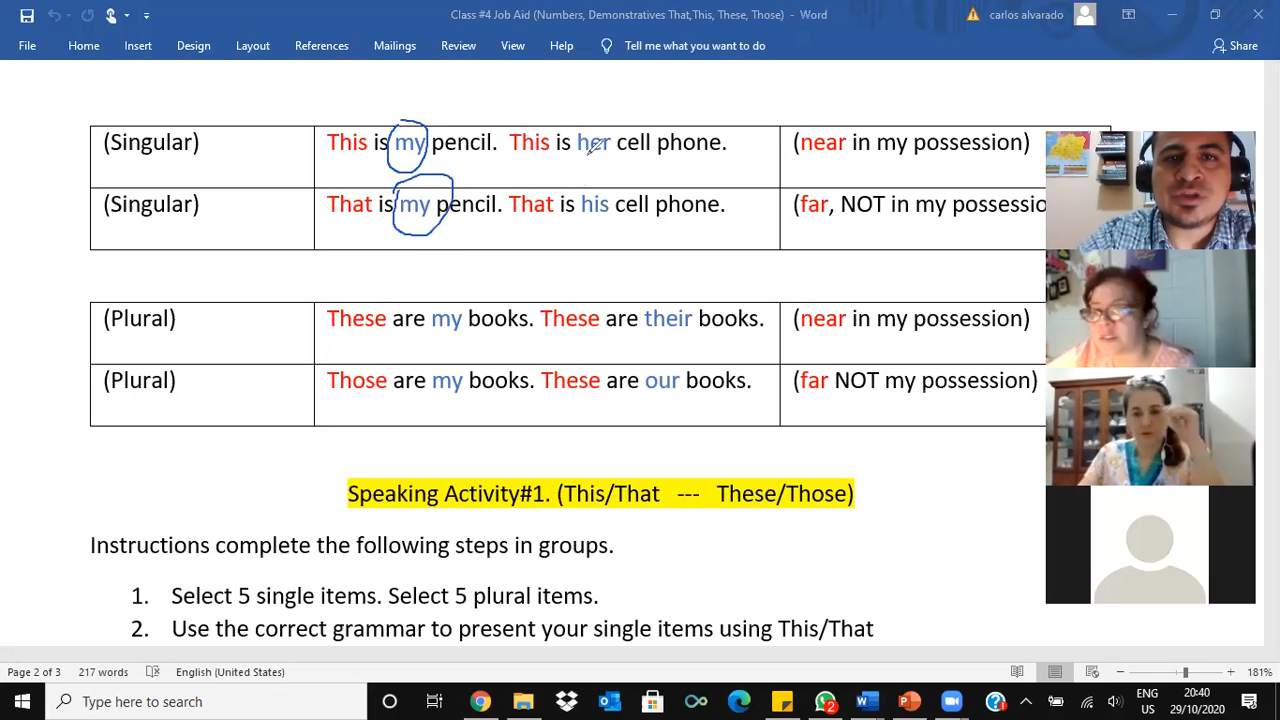 Class #4 Job Aid (Numbers, Demonstratives That,This, These, Those) - Word
carlos alvarado
File Home Insert Design Layout References Mailings Review View Help Tell me what you want to do Share
(Singular) This is my pencil. This is her cell phone. (near in my possession)
(Singular) That is my pencil. That is his cell phone. (far, NOT in my possessio
(Plural) These are my books. These are their books. (near in my possession)
(Plural) Those are my books. These are our books. (far NOT my possession)
Speaking Activity#1. (This/That --- These/Those)
Instructions complete the following steps in groups.
1. Select 5 single items. Select 5 plural items.
2. Use the correct grammar to present your single items using This/That
Page 2 of 3 217 words English (United States) 181%
Type here to search
2
ENG
US
20:40
29/10/2020